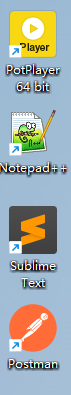 Player
PotPlayer
64 bit
Notepad++
Sublime
Text
Postman